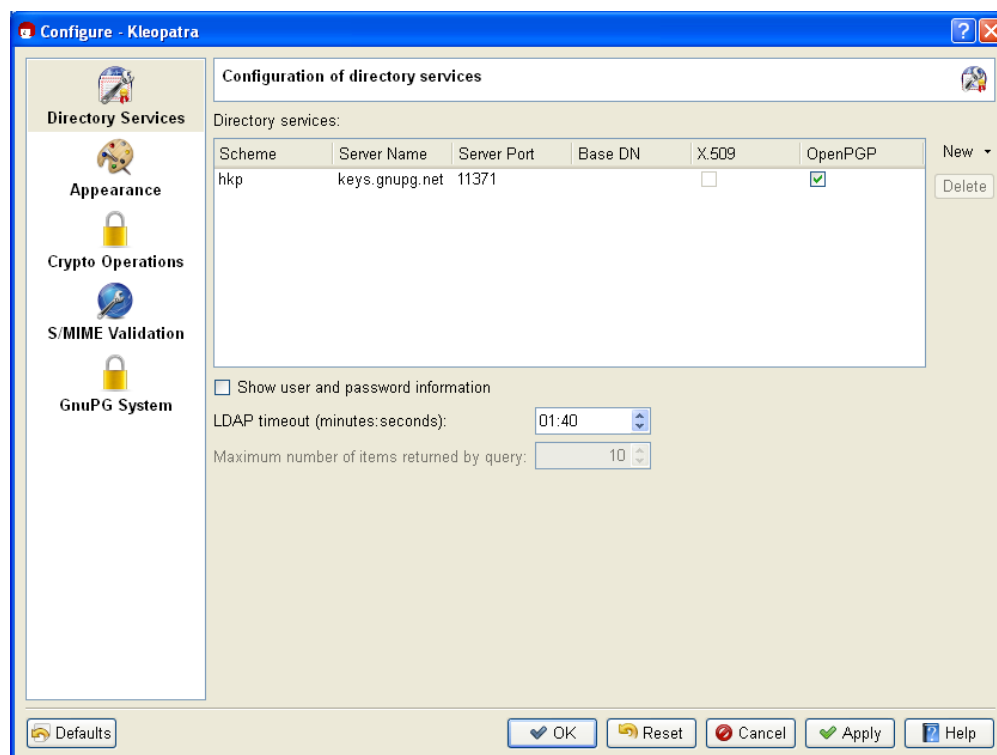 Configure - Kleopatra
Directory Services
Appearance
Crypto Operations
S/MIME Validation
GnuPG System
Configuration of directory services
Directory services:
Scheme Server Name Server Port Base DN X.509 OpenPGP
hkp keys.gnupg.net 11371
New
Delete
Show user and password information
LDAP timeout (minutes:seconds): 01:40
Maximum number of items returned by query: 10
Defaults OK Reset Cancel Apply Help